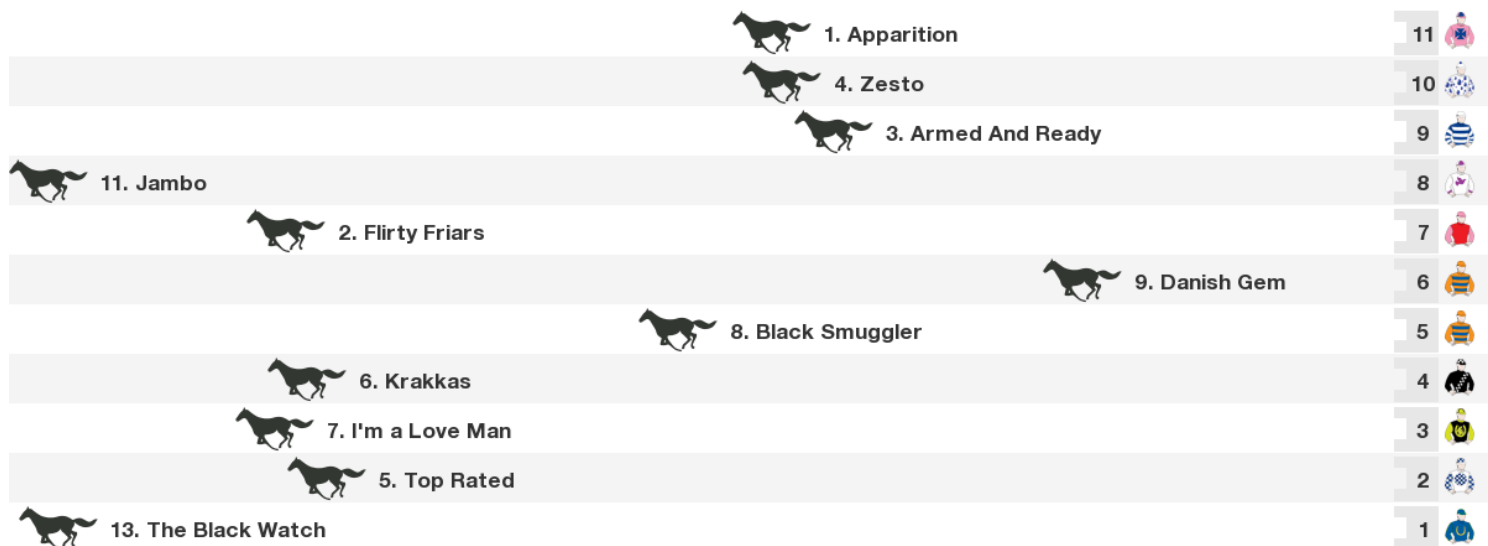 1. Apparition 11
4. Zesto 10
3. Armed And Ready 9
11. Jambo 8
2. Flirty Friars 7
9. Danish Gem 6
8. Black Smuggler 5
6. Krakkas 4
7. I'm a Love Man 3
5. Top Rated 2
13. The Black Watch 1